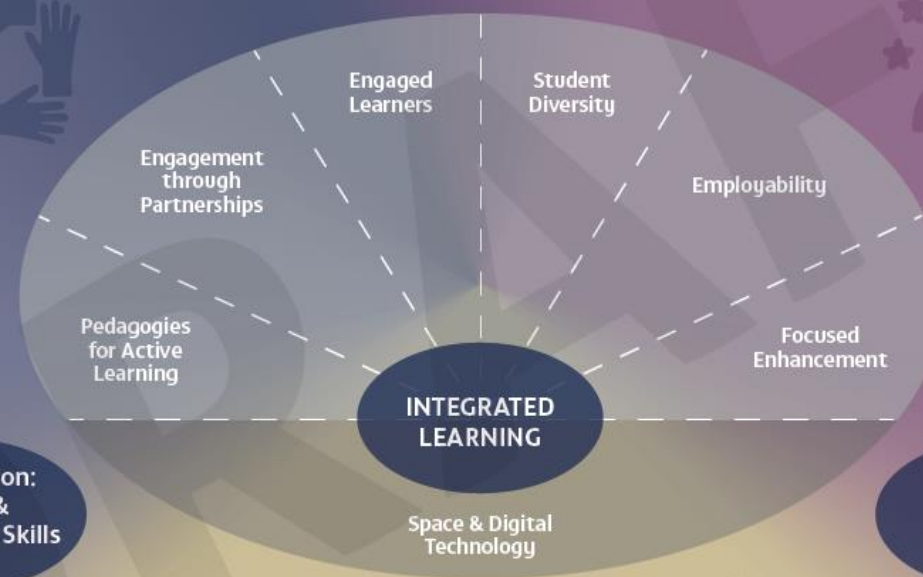 Engaged
Learners
Student
Diversity
Engagement
through
Partnerships
Employability
Pedagogies
for Active
Learning
Focused
Enhancement
INTEGRATED
LEARNING
on:
&
Skills
Space & Digital
Technology